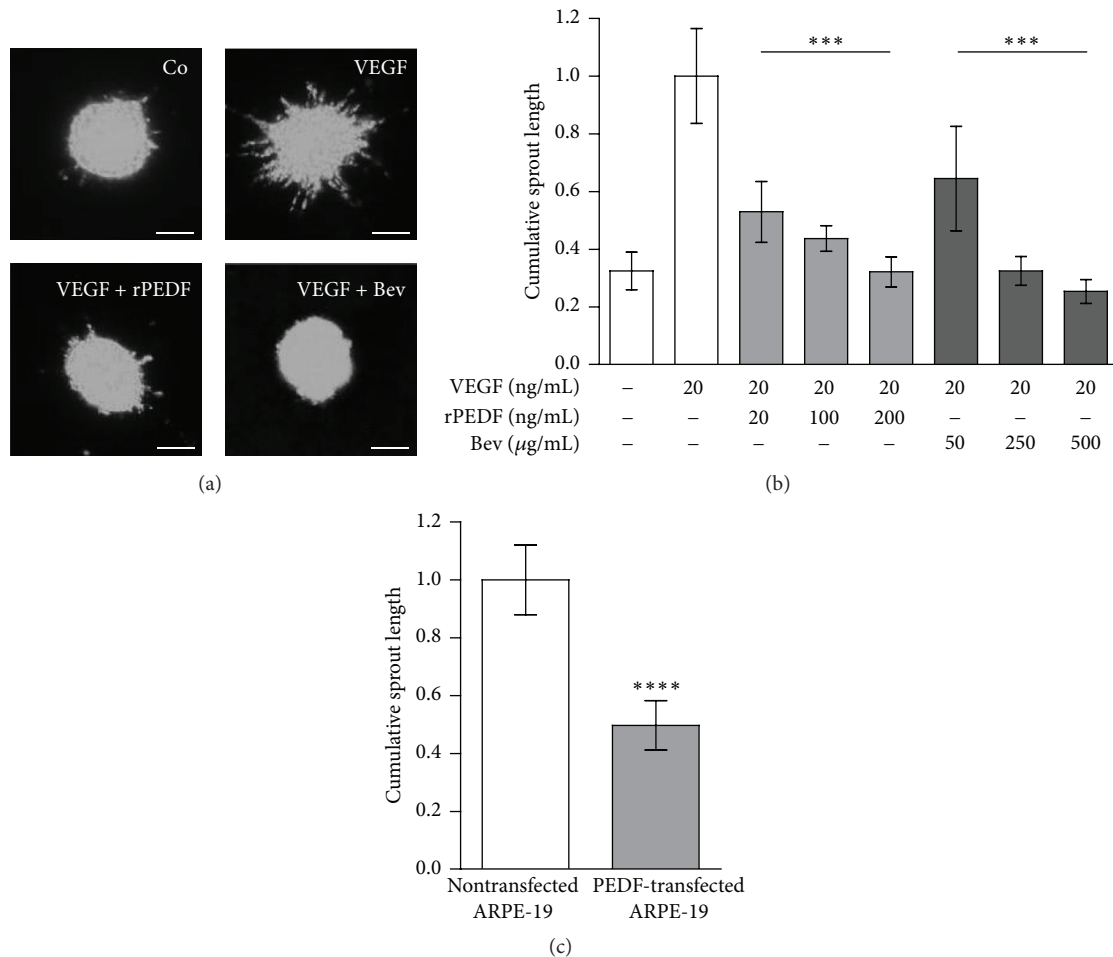 Co
VEGF
VEGF + rPEDF
VEGF + Bev
(a)
Cumulative sprout length
1.2
1.0
0.8
0.6
0.4
0.2
0.0
***
***
VEGF (ng/mL) – 20 20 20 20 20 20 20
rPEDF (ng/mL) – – 20 100 200 – – –
Bev (μg/mL) – – – – – 50 250 500
(b)
Cumulative sprout length
1.2
1.0
0.8
0.6
0.4
0.2
0.0
****
Nontransfected
ARPE-19
PEDF-transfected
ARPE-19
(c)